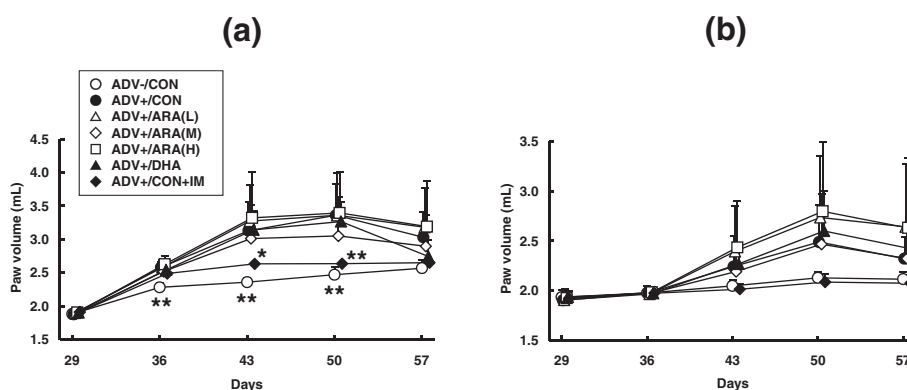 (a)
(b)
ADV-/CON
ADV+/CON
ADV+/ARA(L)
ADV+/ARA(M)
ADV+/ARA(H)
ADV+/DHA
ADV+/CON+IM
Paw volume (mL)
4.5
4.0
3.5
3.0
2.5
2.0
1.5
*
**
**
**
**
29 36 43 50 57
Days
Paw volume (mL)
3.5
3.0
2.5
2.0
1.5
29 36 43 50 57
Days